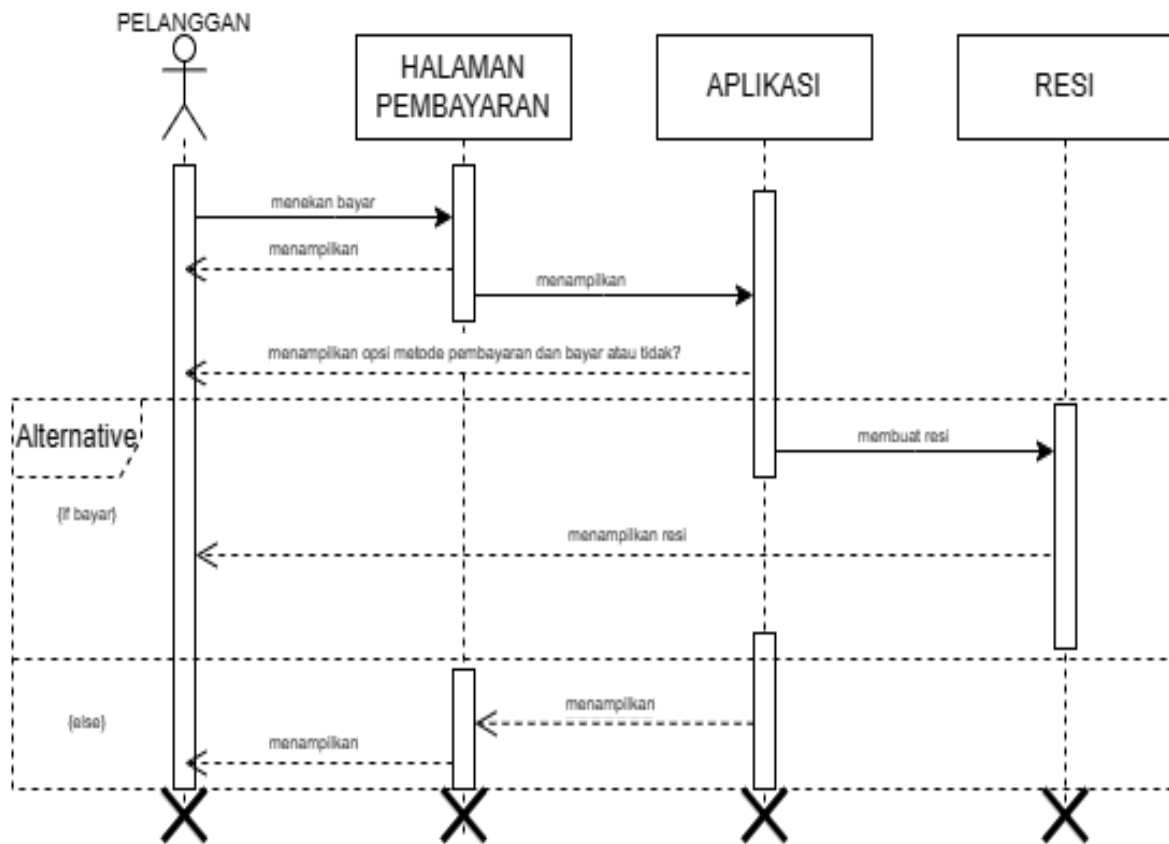 PELANGGAN
HALAMAN
PEMBAYARAN
APLIKASI
RESI
menekan bayar
menampilkan
menampilkan
menampilkan opsi metode pembayaran dan bayar atau tidak?
Alternative
membuat resi
{If bayar}
menampilkan resi
{else}
menampilkan
menampilkan